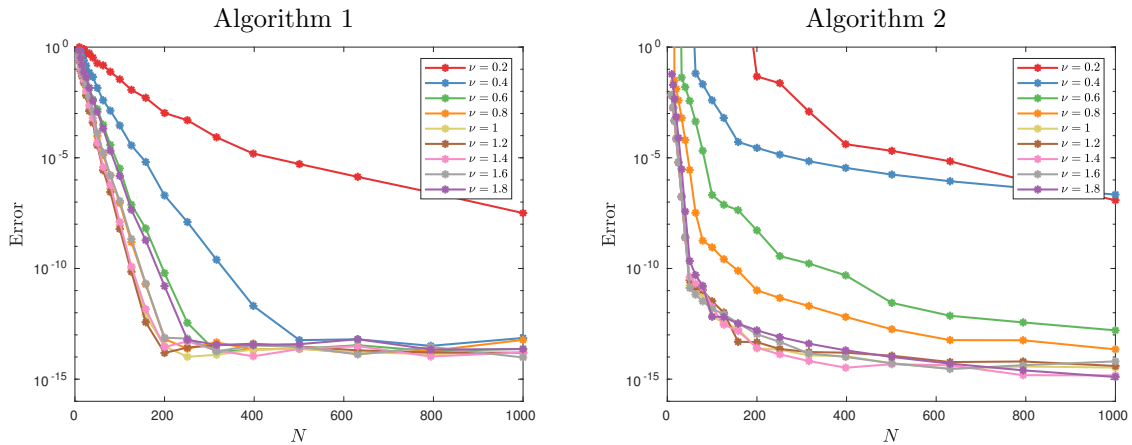 Algorithm 1
10^0
10^-5
10^-10
10^-15
Error
0
200
400
600
800
1000
N
ν = 0.2
ν = 0.4
ν = 0.6
ν = 0.8
ν = 1
ν = 1.2
ν = 1.4
ν = 1.6
ν = 1.8
Algorithm 2
10^0
10^-5
10^-10
10^-15
Error
0
200
400
600
800
1000
N
ν = 0.2
ν = 0.4
ν = 0.6
ν = 0.8
ν = 1
ν = 1.2
ν = 1.4
ν = 1.6
ν = 1.8